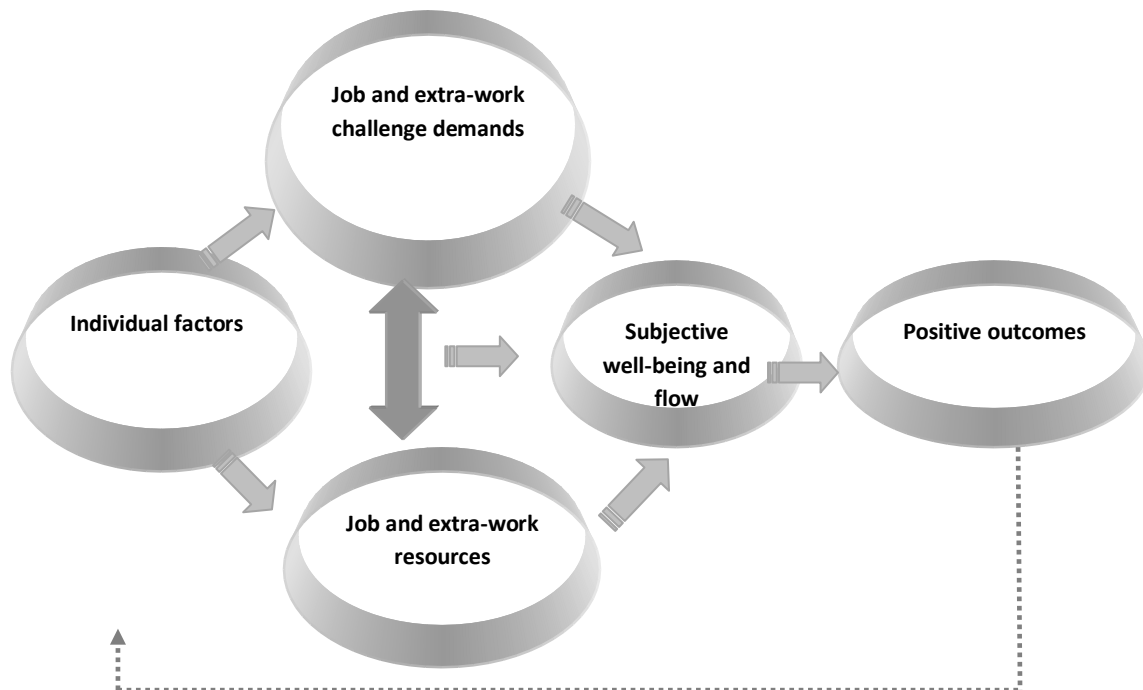 Job and extra-work
challenge demands
Individual factors
Subjective
well-being and
flow
Positive outcomes
Job and extra-work
resources